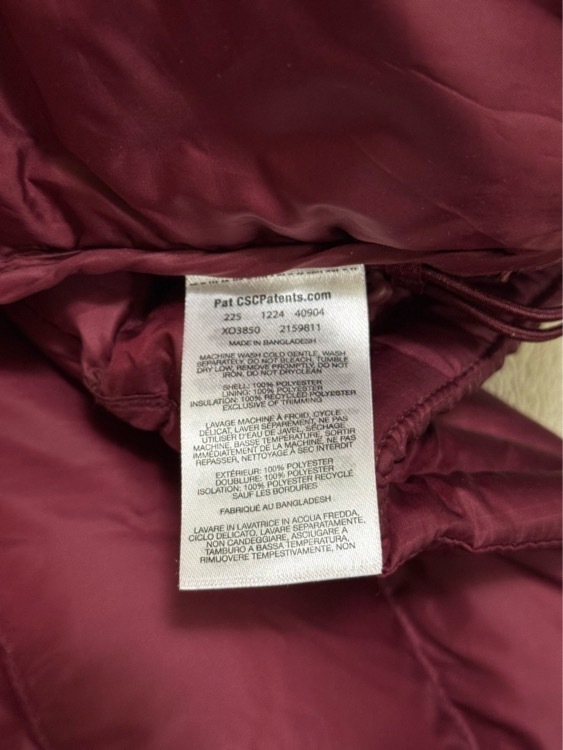 Pat CSCPatents.com
225 1224 40904
XO3850 2159811
MADE IN BANGLADESH
MACHINE WASH COLD GENTLE, WASH
SEPARATELY, DO NOT BLEACH, TUMBLE
DRY LOW, REMOVE PROMPTLY, DO NOT
IRON, DO NOT DRYCLEAN
SHELL: 100% POLYESTER
LINING: 100% POLYESTER
INSULATION: 100% RECYCLED POLYESTER
EXCLUSIVE OF TRIMMING
LAVAGE MACHINE À FROID, CYCLE
DÉLICAT, LAVER SÉPARÉMENT, NE PAS
UTILISER D'EAU DE JAVEL, SÉCHAGE
MACHINE, BASSE TEMPÉRATURE, SORTIR
IMMÉDIATEMENT DE LA MACHINE, NE PAS
REPASSER, NETTOYAGE À SEC INTERDIT
EXTÉRIEUR: 100% POLYESTER
DOUBLURE: 100% POLYESTER
ISOLATION: 100% POLYESTER RECYCLÉ
SAUF LES BORDURES
FABRIQUÉ AU BANGLADESH
LAVARE IN LAVATRICE IN ACQUA FREDDA,
CICLO DELICATO, LAVARE SEPARATAMENTE,
NON CANDEGGIARE, ASCIUGARE A
TAMBURO A BASSA TEMPERATURA,
RIMUOVERE TEMPESTIVAMENTE, NON